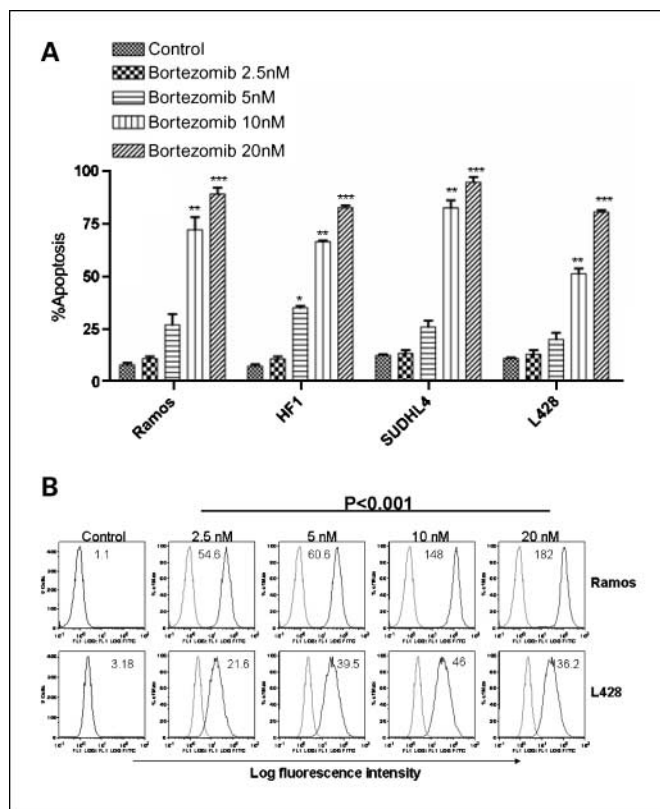 A
Control
Bortezomib 2.5nM
Bortezomib 5nM
Bortezomib 10nM
Bortezomib 20nM
100
75
50
25
0
%Apoptosis
** ***
* ** ***
** ***
** ***
Ramos HF1 SUDHL4 L428
B
P<0.001
Control 2.5 nM 5 nM 10 nM 20 nM
1.1 54.6 60.6 148 182
Ramos
3.18 21.6 39.5 46 36.2
L428
Log fluorescence intensity